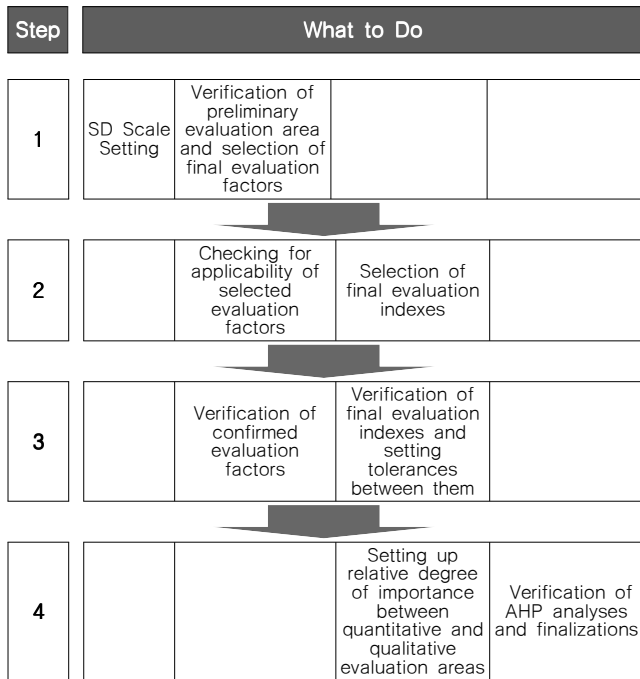 Step
What to Do
1
SD Scale
Setting
Verification of
preliminary
evaluation area
and selection of
final evaluation
factors
2
Checking for
applicability of
selected
evaluation
factors
Selection of
final evaluation
indexes
3
Verification of
confirmed
evaluation
factors
Verification of
final evaluation
indexes and
setting
tolerances
between them
4
Setting up
relative degree
of importance
between
quantitative and
qualitative
evaluation areas
Verification of
AHP analyses
and finalizations